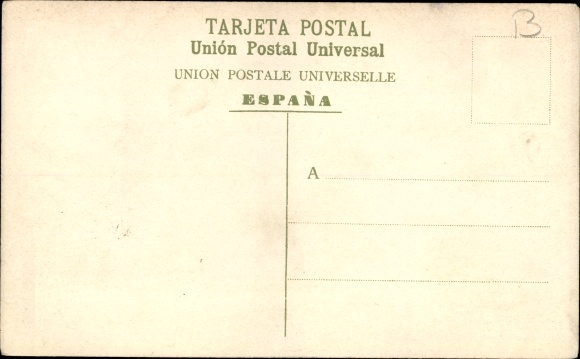 B
TARJETA POSTAL
Unión Postal Universal
UNION POSTALE UNIVERSELLE
ESPAÑA
A